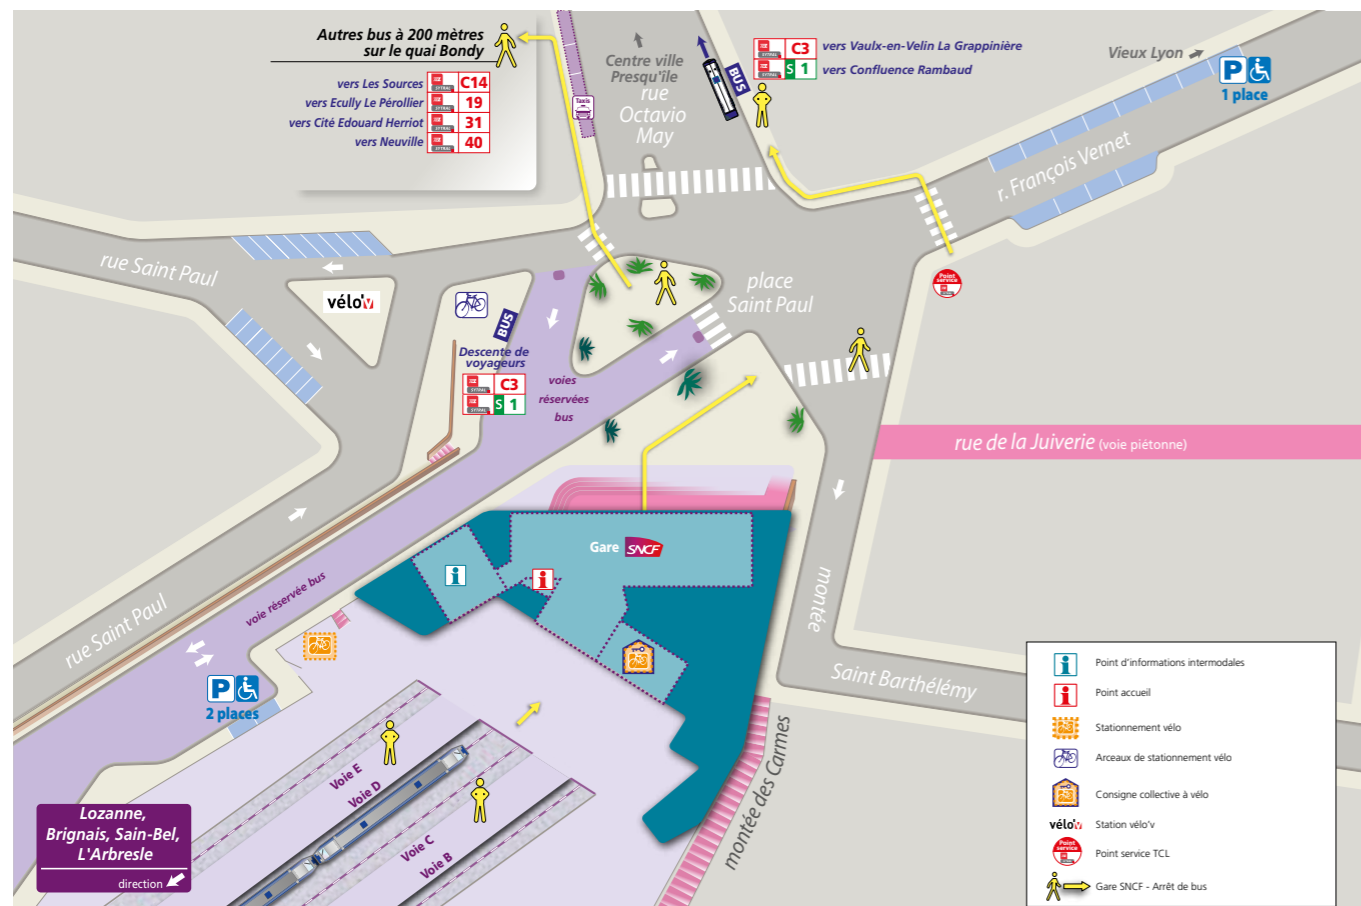 Autres bus à 200 mètres
sur le quai Bondy
vers Les Sources C14
vers Ecully Le Pérollier 19
vers Cité Edouard Herriot 31
vers Neuville 40
Taxis
Centre ville
Presqu'île
rue
Octavio
May
BUS
C3 vers Vaulx-en-Velin La Grappinière
S 1 vers Confluence Rambaud
Vieux Lyon
P
1 place
r. François Vernet
rue Saint Paul
vélo'v
BUS
Descente de
voyageurs
C3
S 1
voies
réservées
bus
place
Saint Paul
Point
service
rue de la Juiverie (voie piétonne)
Gare SNCF
i
i
montée
Saint Barthélémy
rue Saint Paul
voie réservée bus
P
2 places
Voie E
Voie D
Voie C
Voie B
montée des Carmes
Lozanne,
Brignais, Sain-Bel,
L'Arbresle
direction
i Point d'informations intermodales
i Point accueil
Stationnement vélo
Arceaux de stationnement vélo
Consigne collective à vélo
vélo'v Station vélo'v
Point
service
Point service TCL
Gare SNCF - Arrêt de bus